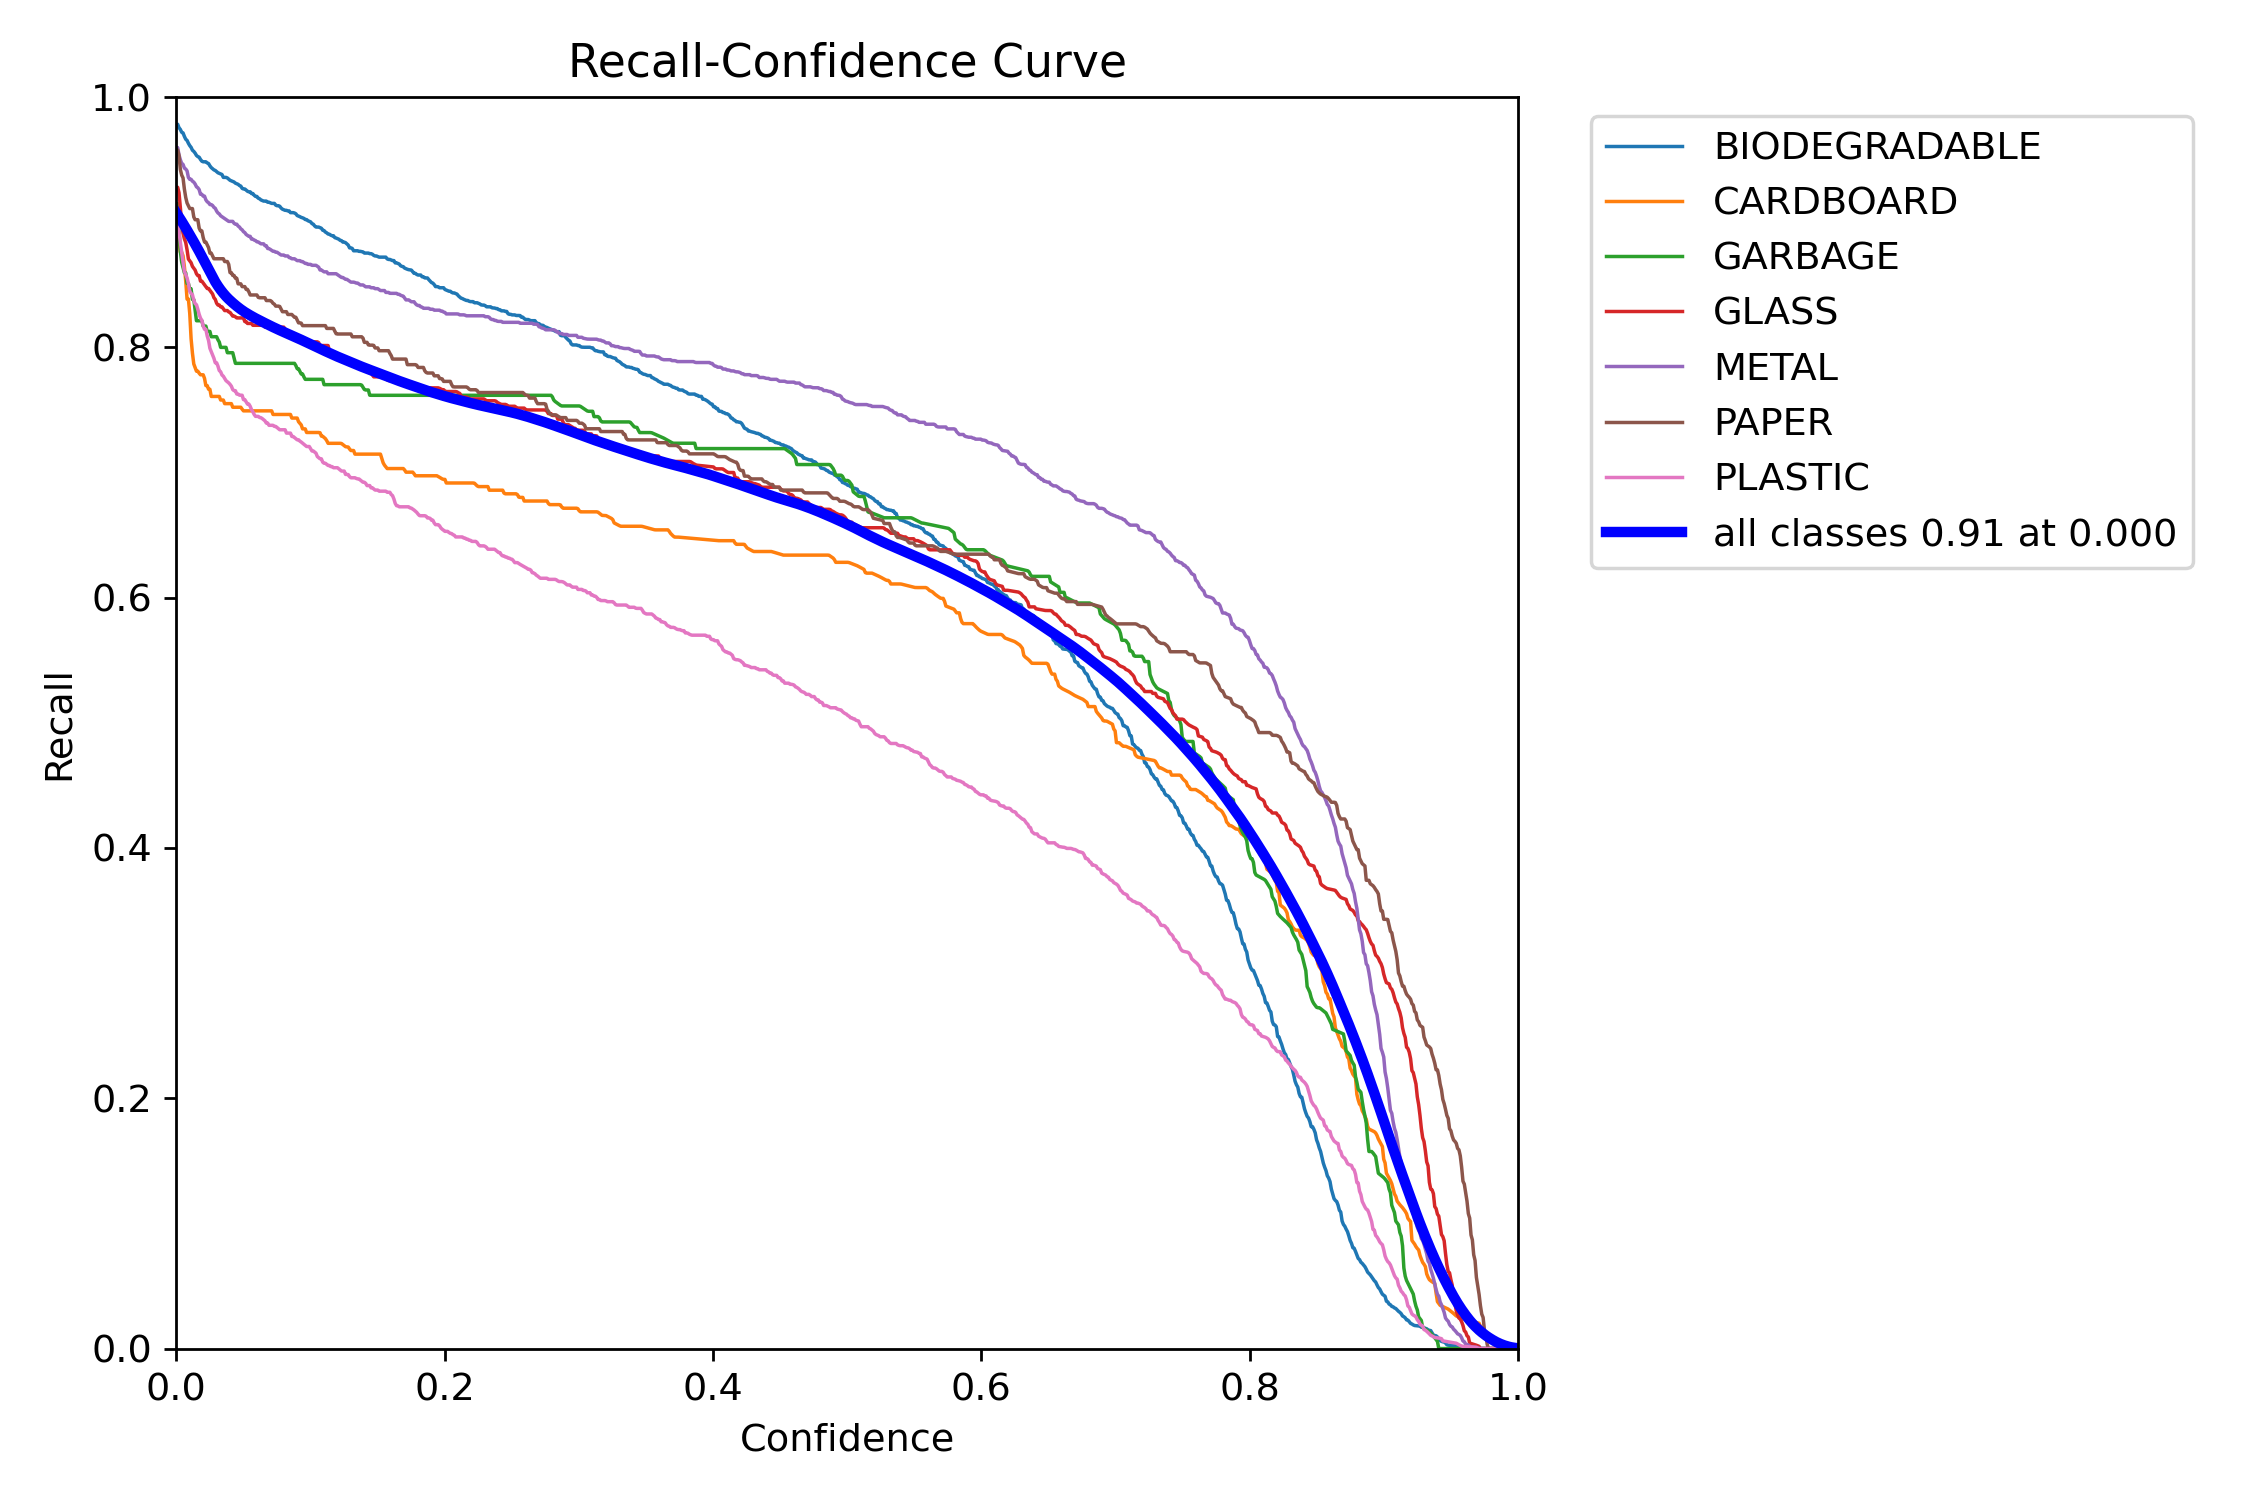 Recall-Confidence Curve
1.0
0.8
0.6
0.4
0.2
0.0
Recall
0.0 0.2 0.4 0.6 0.8 1.0
Confidence
BIODEGRADABLE
CARDBOARD
GARBAGE
GLASS
METAL
PAPER
PLASTIC
all classes 0.91 at 0.000